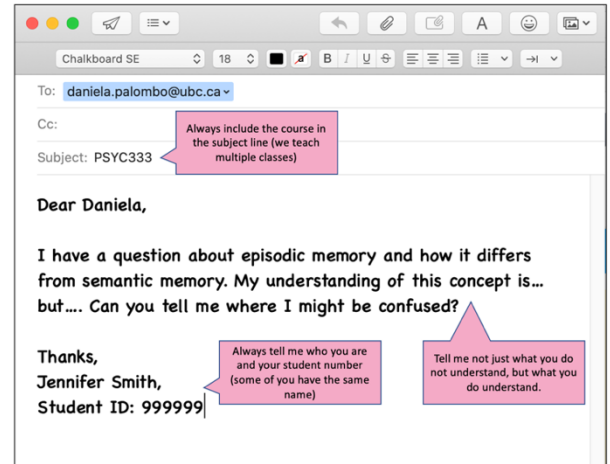 Chalkboard SE 18 a B I U S
To: daniela.palombo@ubc.ca
Cc:
Always include the course in
the subject line (we teach
multiple classes)
Subject: PSYC333
Dear Daniela,
I have a question about episodic memory and how it differs
from semantic memory. My understanding of this concept is…
but…. Can you tell me where I might be confused?
Thanks,
Jennifer Smith,
Student ID: 999999
Always tell me who you are
and your student number
(some of you have the same
name)
Tell me not just what you do
not understand, but what you
do understand.